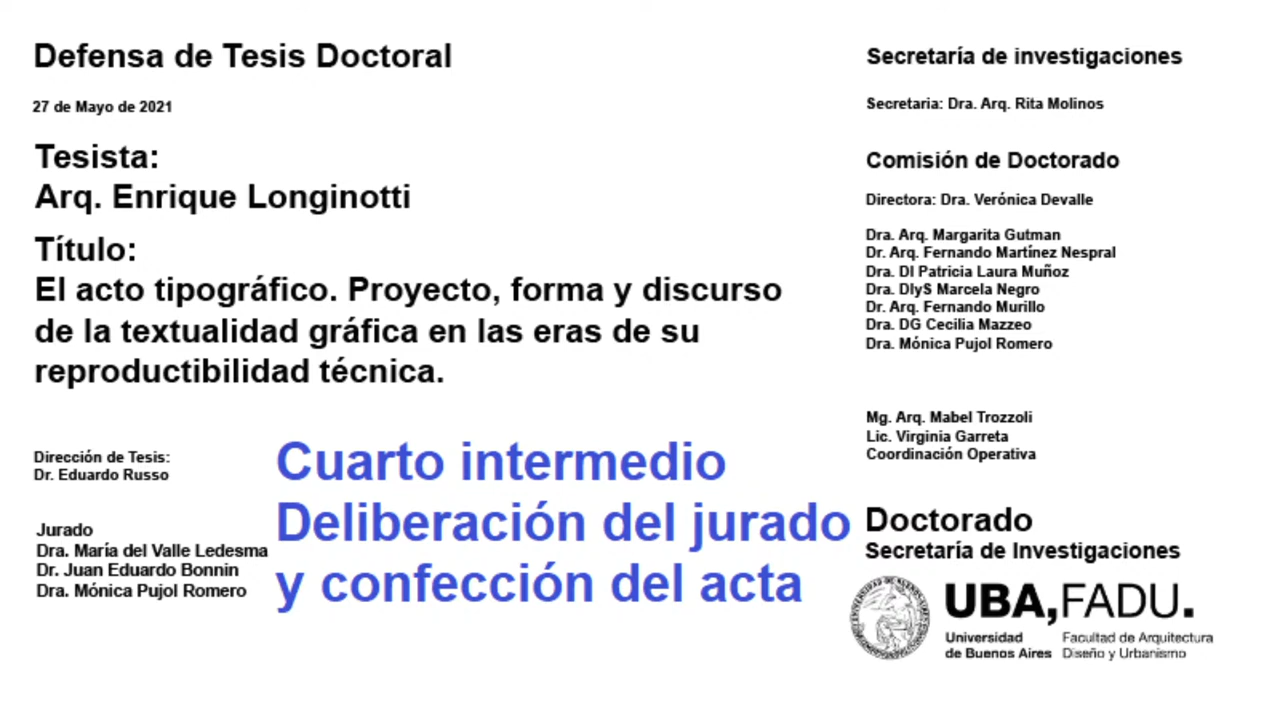 Defensa de Tesis Doctoral
27 de Mayo de 2021
Tesista:
Arq. Enrique Longinotti
Título:
El acto tipográfico. Proyecto, forma y discurso
de la textualidad gráfica en las eras de su
reproductibilidad técnica.
Dirección de Tesis:
Dr. Eduardo Russo
Jurado
Dra. María del Valle Ledesma
Dr. Juan Eduardo Bonnin
Dra. Mónica Pujol Romero
Cuarto intermedio
Deliberación del jurado
y confección del acta
Secretaría de investigaciones
Secretaria: Dra. Arq. Rita Molinos
Comisión de Doctorado
Directora: Dra. Verónica Devalle
Dra. Arq. Margarita Gutman
Dr. Arq. Fernando Martínez Nespral
Dra. DI Patricia Laura Muñoz
Dra. DIyS Marcela Negro
Dr. Arq. Fernando Murillo
Dra. DG Cecilia Mazzeo
Dra. Mónica Pujol Romero
Mg. Arq. Mabel Trozzoli
Lic. Virginia Garreta
Coordinación Operativa
Doctorado
Secretaría de Investigaciones
UBA,FADU.
Universidad
de Buenos Aires
Facultad de Arquitectura
Diseño y Urbanismo